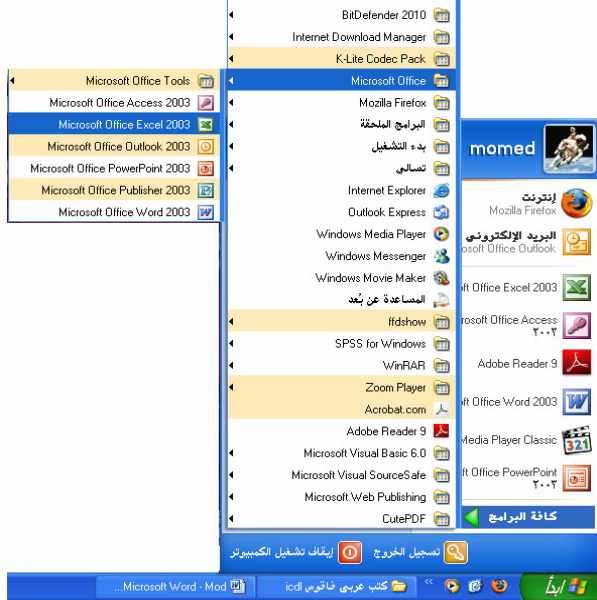 BitDefender 2010
Internet Download Manager
K-Lite Codec Pack
Microsoft Office
Mozilla Firefox
البرامج الملحقة
بدء التشغيل
تسالي
Internet Explorer
Outlook Express
Windows Media Player
Windows Messenger
Windows Movie Maker
المساعدة عن بُعد
ffdshow
SPSS for Windows
WinRAR
Zoom Player
Acrobat.com
Adobe Reader 9
Microsoft Visual Basic 6.0
Microsoft Visual SourceSafe
Microsoft Web Publishing
CutePDF
Microsoft Office Tools
Microsoft Office Access 2003
Microsoft Office Excel 2003
Microsoft Office Outlook 2003
Microsoft Office PowerPoint 2003
Microsoft Office Publisher 2003
Microsoft Office Word 2003
momed
إنترنت
Mozilla Firefox
البريد الإلكتروني
osoft Office Outlook
ft Office Excel 2003
rosoft Office Access
٢٠٠٣
Adobe Reader 9
ft Office Word 2003
Media Player Classic
321
ft Office PowerPoint
٢٠٠٣
كافة البرامج
تسجيل الخروج
إيقاف تشغيل الكمبيوتر
ابدأ
كتب عربى فاتوس icdl
Microsoft Word - Mod...